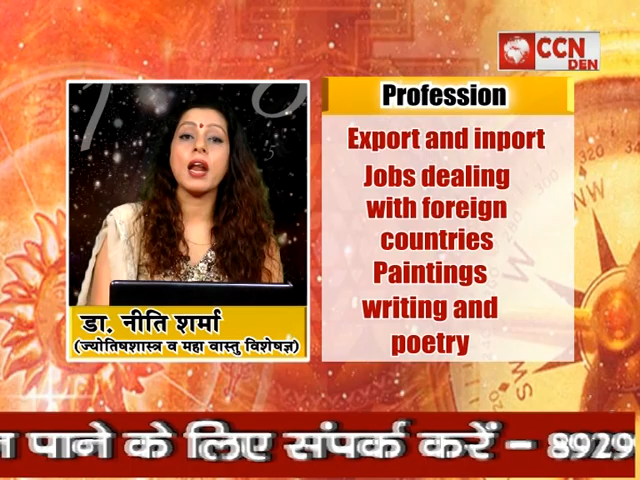 CCN
DEN
Profession
Export and inport
Jobs dealing
with foreign
countries
Paintings
writing and
poetry
डा. नीति शर्मा
(ज्योतिषशास्त्र व महा वास्तु विशेषज्ञ)
पाने के लिए संपर्क करें – 8929